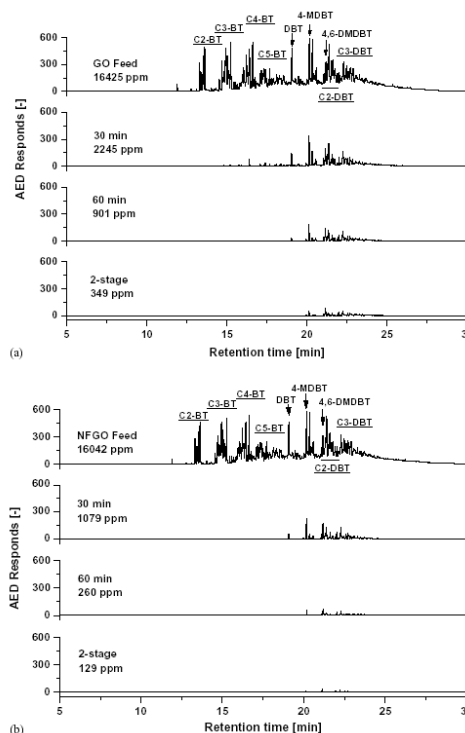 C4-BT
4-MDBT
C3-BT
DBT
4,6-DMDBT
C2-BT
C3-DBT
C5-BT
C2-DBT
600
GO Feed
300
16425 ppm
0
600
30 min
300
2245 ppm
0
600
60 min
300
901 ppm
0
600
2-stage
300
349 ppm
0
AED Responds [-]
5 10 15 20 25 30
(a)
Retention time [min]
4-MDBT
C4-BT
DBT
4,6-DMDBT
C3-BT
C2-BT
C3-DBT
C5-BT
C2-DBT
600
NFGO Feed
300
16042 ppm
0
600
30 min
300
1079 ppm
0
600
60 min
300
260 ppm
0
600
2-stage
300
129 ppm
0
AED Responds [-]
5 10 15 20 25 30
(b)
Retention time [min]